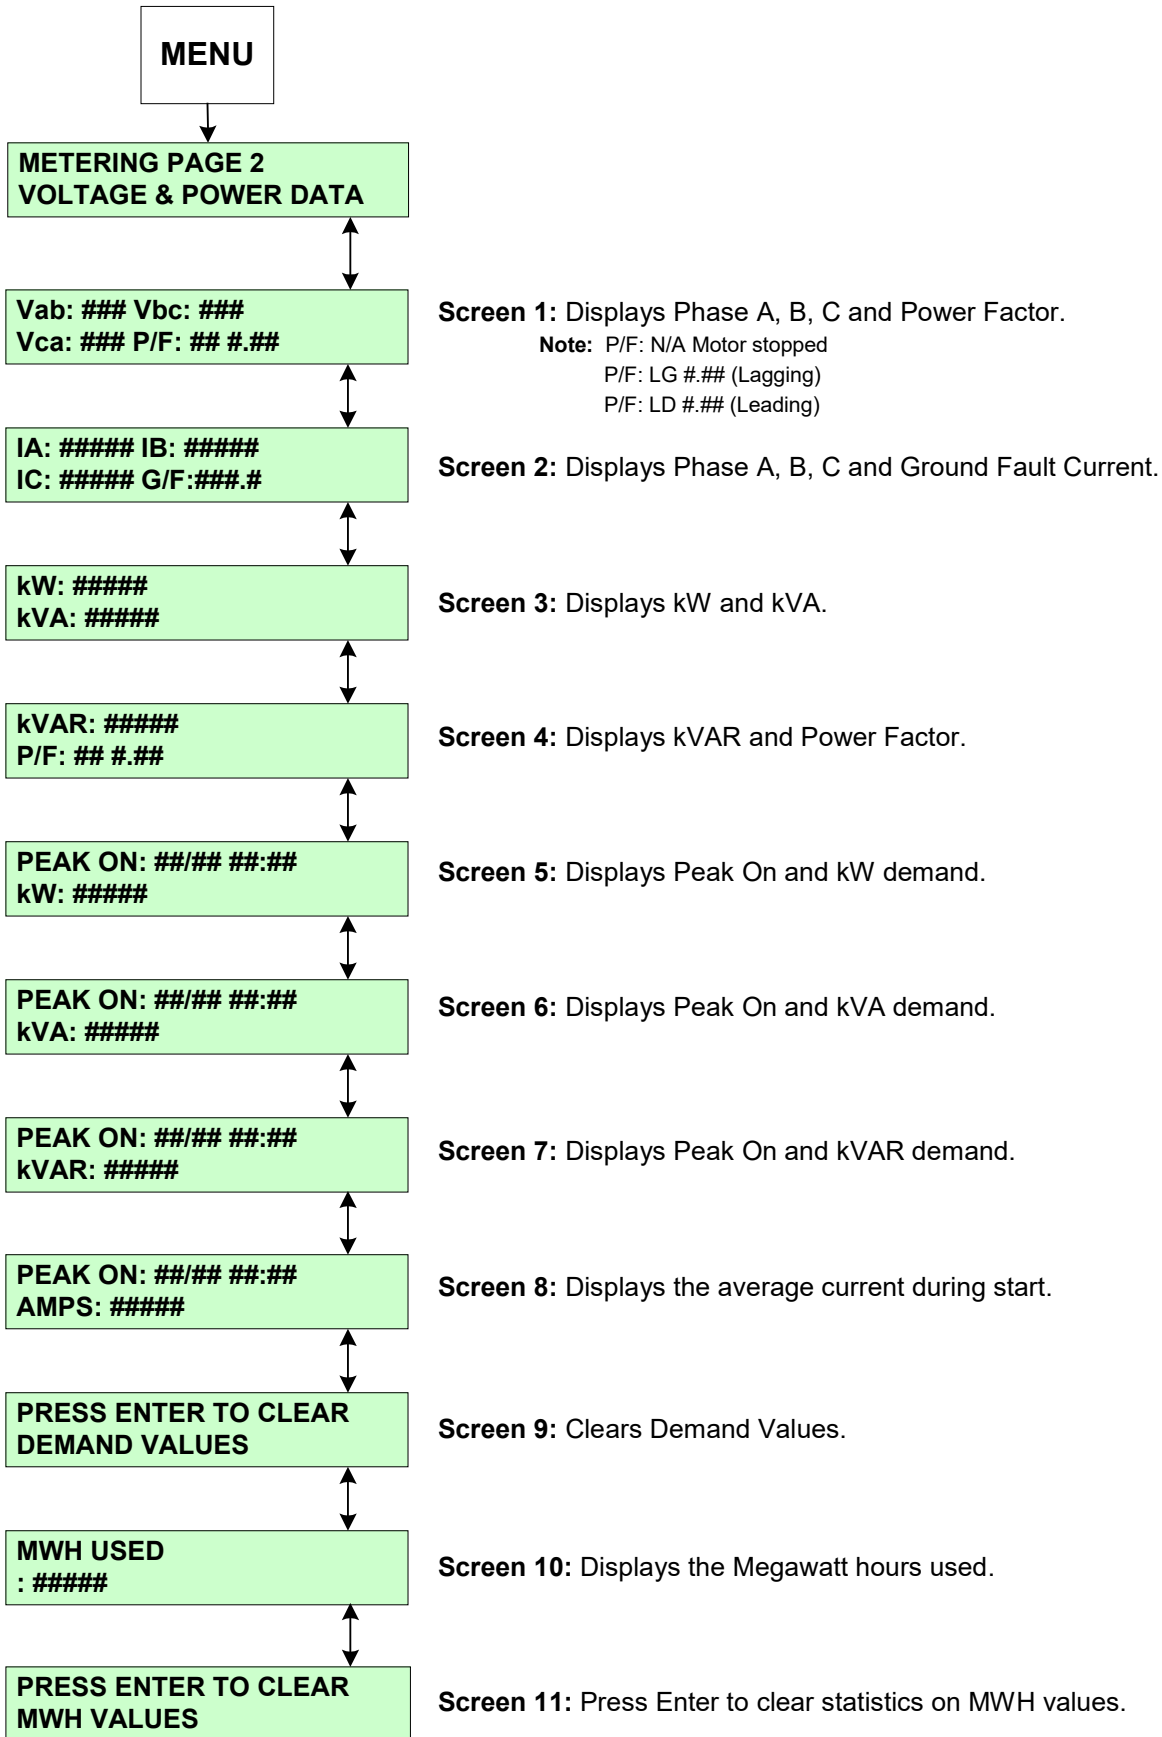 MENU
METERING PAGE 2
VOLTAGE & POWER DATA
Vab: ### Vbc: ###
Vca: ### P/F: ## #.##
Screen 1: Displays Phase A, B, C and Power Factor.
Note: P/F: N/A Motor stopped
P/F: LG #.## (Lagging)
P/F: LD #.## (Leading)
IA: ##### IB: #####
IC: ##### G/F:###.#
Screen 2: Displays Phase A, B, C and Ground Fault Current.
kW: #####
kVA: #####
Screen 3: Displays kW and kVA.
kVAR: #####
P/F: ## #.##
Screen 4: Displays kVAR and Power Factor.
PEAK ON: ##/## ##:##
kW: #####
Screen 5: Displays Peak On and kW demand.
PEAK ON: ##/## ##:##
kVA: #####
Screen 6: Displays Peak On and kVA demand.
PEAK ON: ##/## ##:##
kVAR: #####
Screen 7: Displays Peak On and kVAR demand.
PEAK ON: ##/## ##:##
AMPS: #####
Screen 8: Displays the average current during start.
PRESS ENTER TO CLEAR
DEMAND VALUES
Screen 9: Clears Demand Values.
MWH USED
: #####
Screen 10: Displays the Megawatt hours used.
PRESS ENTER TO CLEAR
MWH VALUES
Screen 11: Press Enter to clear statistics on MWH values.